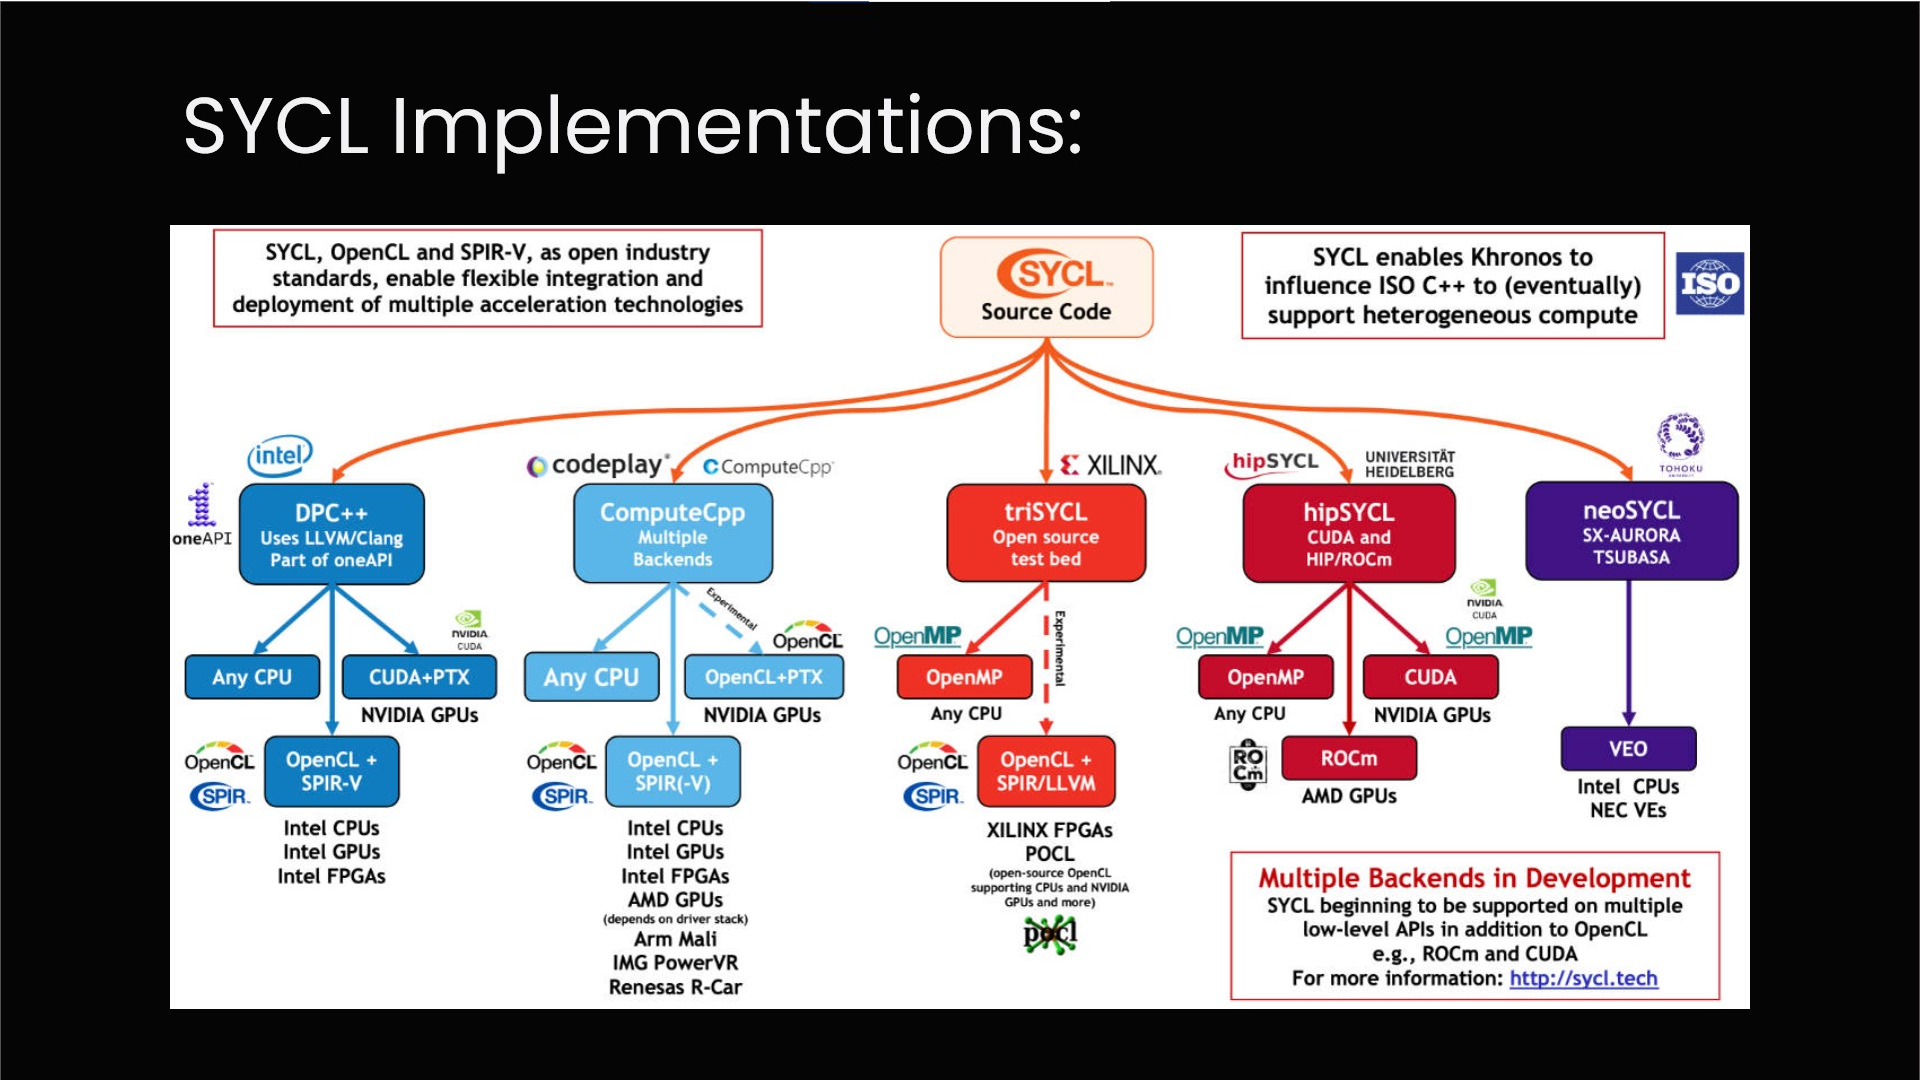 SYCL Implementations:
SYCL, OpenCL and SPIR-V, as open industry
standards, enable flexible integration and
deployment of multiple acceleration technologies
SYCL™
Source Code
SYCL enables Khronos to
influence ISO C++ to (eventually)
support heterogeneous compute
ISO
intel
oneAPI
DPC++
Uses LLVM/Clang
Part of oneAPI
codeplay®
ComputeCpp™
ComputeCpp
Multiple
Backends
XILINX
triSYCL
Open source
test bed
hipSYCL
UNIVERSITÄT
HEIDELBERG
hipSYCL
CUDA and
HIP/ROCm
TOHOKU
UNIVERSITY
neoSYCL
SX-AURORA
TSUBASA
NVIDIA
CUDA
Any CPU
CUDA+PTX
NVIDIA GPUs
OpenCL
SPIR
OpenCL +
SPIR-V
Intel CPUs
Intel GPUs
Intel FPGAs
Experimental
OpenCL
Any CPU
OpenCL+PTX
NVIDIA GPUs
OpenCL
SPIR
OpenCL +
SPIR(-V)
Intel CPUs
Intel GPUs
Intel FPGAs
AMD GPUs
(depends on driver stack)
Arm Mali
IMG PowerVR
Renesas R-Car
OpenMP
Experimental
OpenMP
Any CPU
OpenCL
SPIR
OpenCL +
SPIR/LLVM
XILINX FPGAs
POCL
(open-source OpenCL
supporting CPUs and NVIDIA
GPUs and more)
pocl
OpenMP
NVIDIA
CUDA
OpenMP
OpenMP
Any CPU
CUDA
NVIDIA GPUs
ROCm
ROCm
AMD GPUs
VEO
Intel CPUs
NEC VEs
Multiple Backends in Development
SYCL beginning to be supported on multiple
low-level APIs in addition to OpenCL
e.g., ROCm and CUDA
For more information: http://sycl.tech